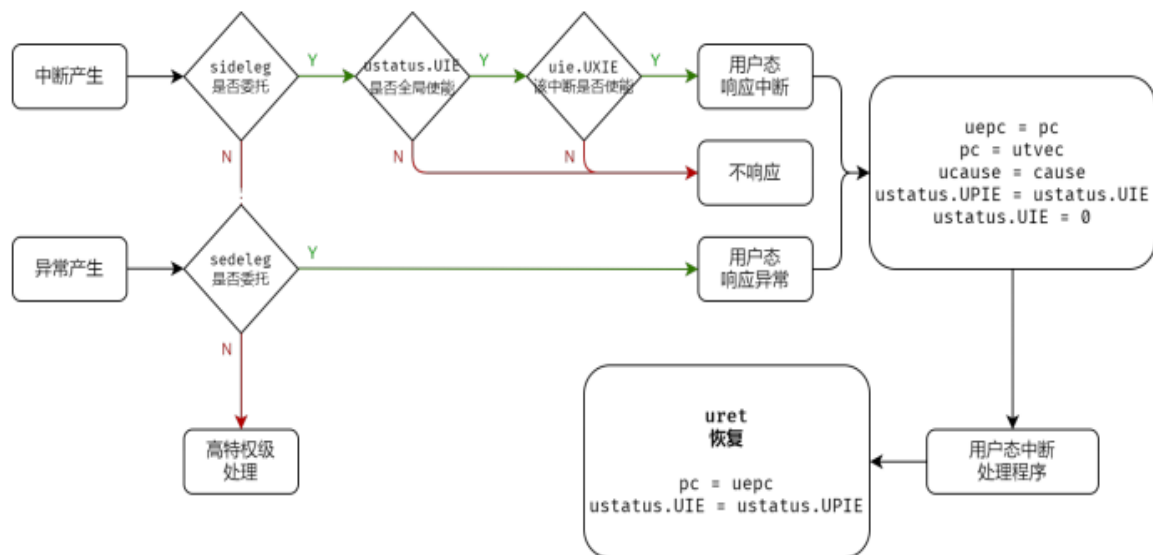 中断产生
sideleg
是否委托
Y
ustatus.UIE
是否全局使能
Y
uie.UXIE
该中断是否使能
Y
用户态
响应中断
N
N
N
不响应
uepc = pc
pc = utvec
ucause = cause
ustatus.UPIE = ustatus.UIE
ustatus.UIE = 0
异常产生
sedeleg
是否委托
Y
用户态
响应异常
N
高特权级
处理
uret
恢复
pc = uepc
ustatus.UIE = ustatus.UPIE
用户态中断
处理程序